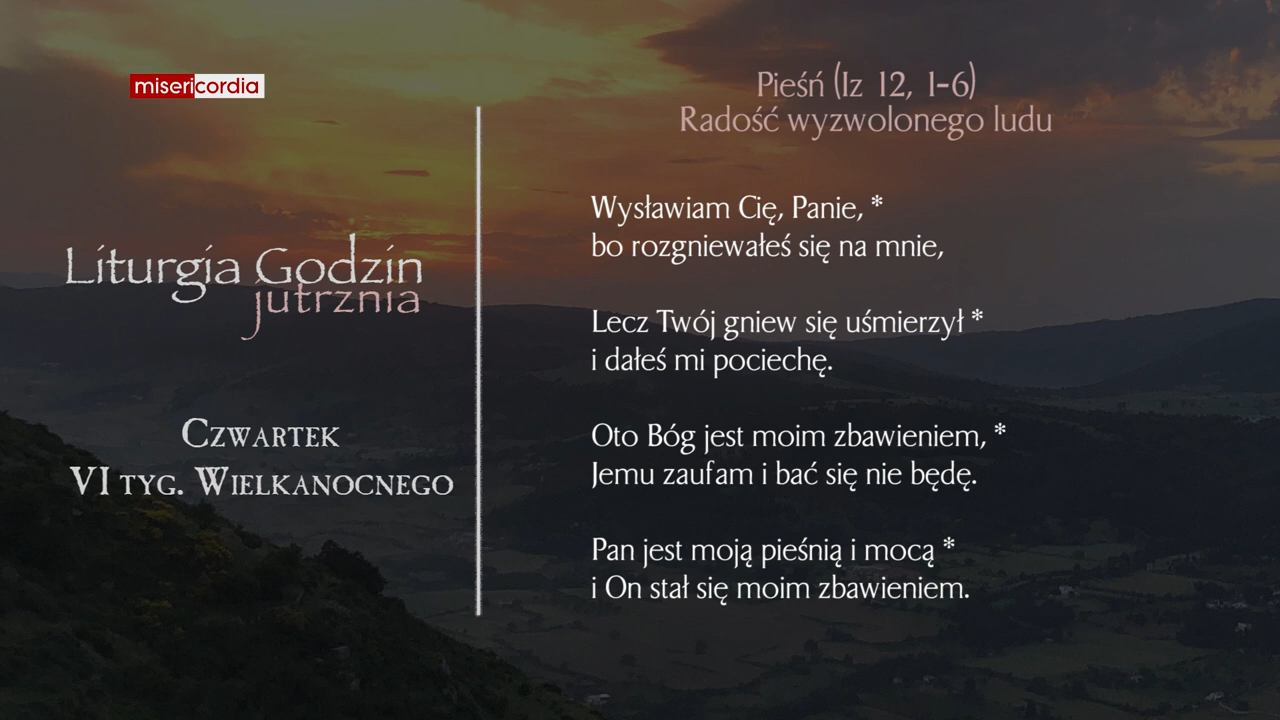 misericordia
Liturgia Godzin
jutrznia
Czwartek
VI tyg. Wielkanocnego
Pieśń (Iz 12, 1-6)
Radość wyzwolonego ludu
Wysławiam Cię, Panie, *
bo rozgniewałeś się na mnie,
Lecz Twój gniew się uśmierzył *
i dałeś mi pociechę.
Oto Bóg jest moim zbawieniem, *
Jemu zaufam i bać się nie będę.
Pan jest moją pieśnią i mocą *
i On stał się moim zbawieniem.